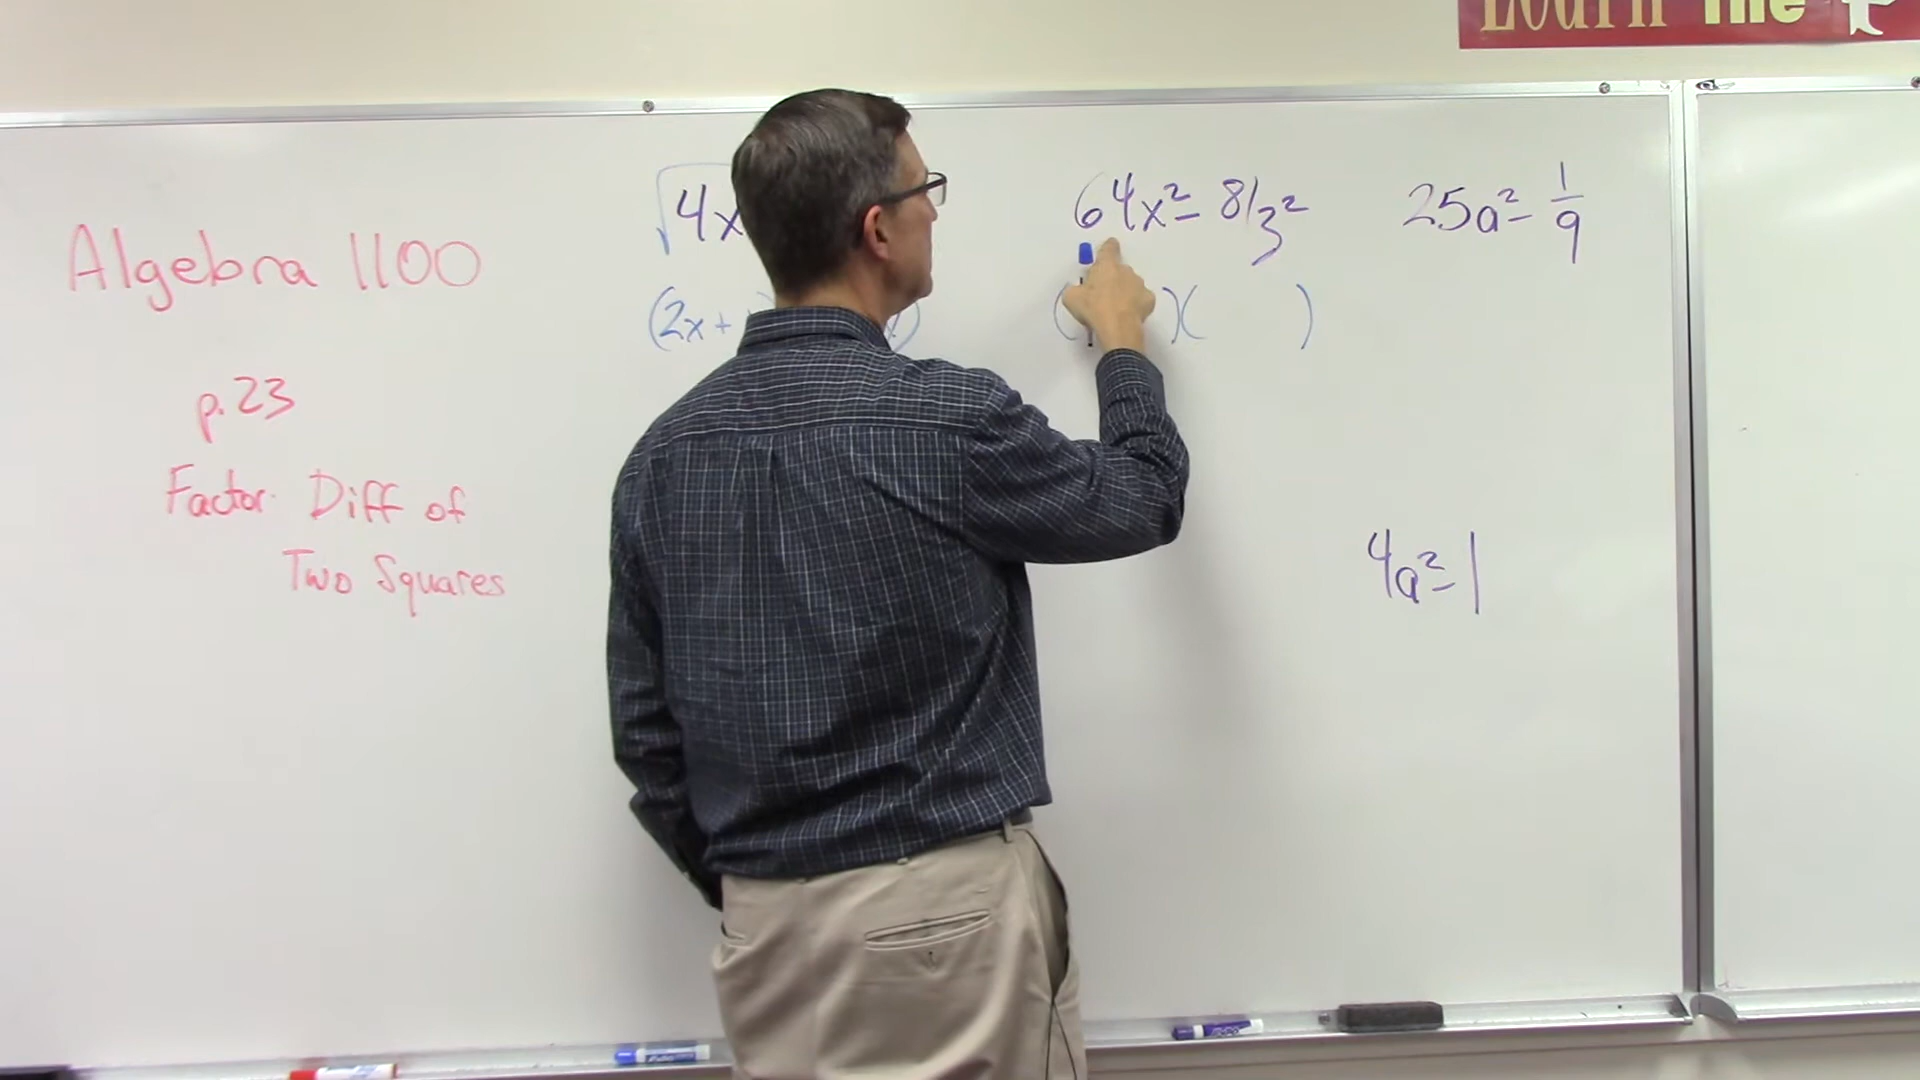 Learn The
Algebra 1100
p. 23
Factor Diff of
Two Squares
√4x
(2x +
64x² - 81z²
( )( )
25a² - 1/9
4a² - 1